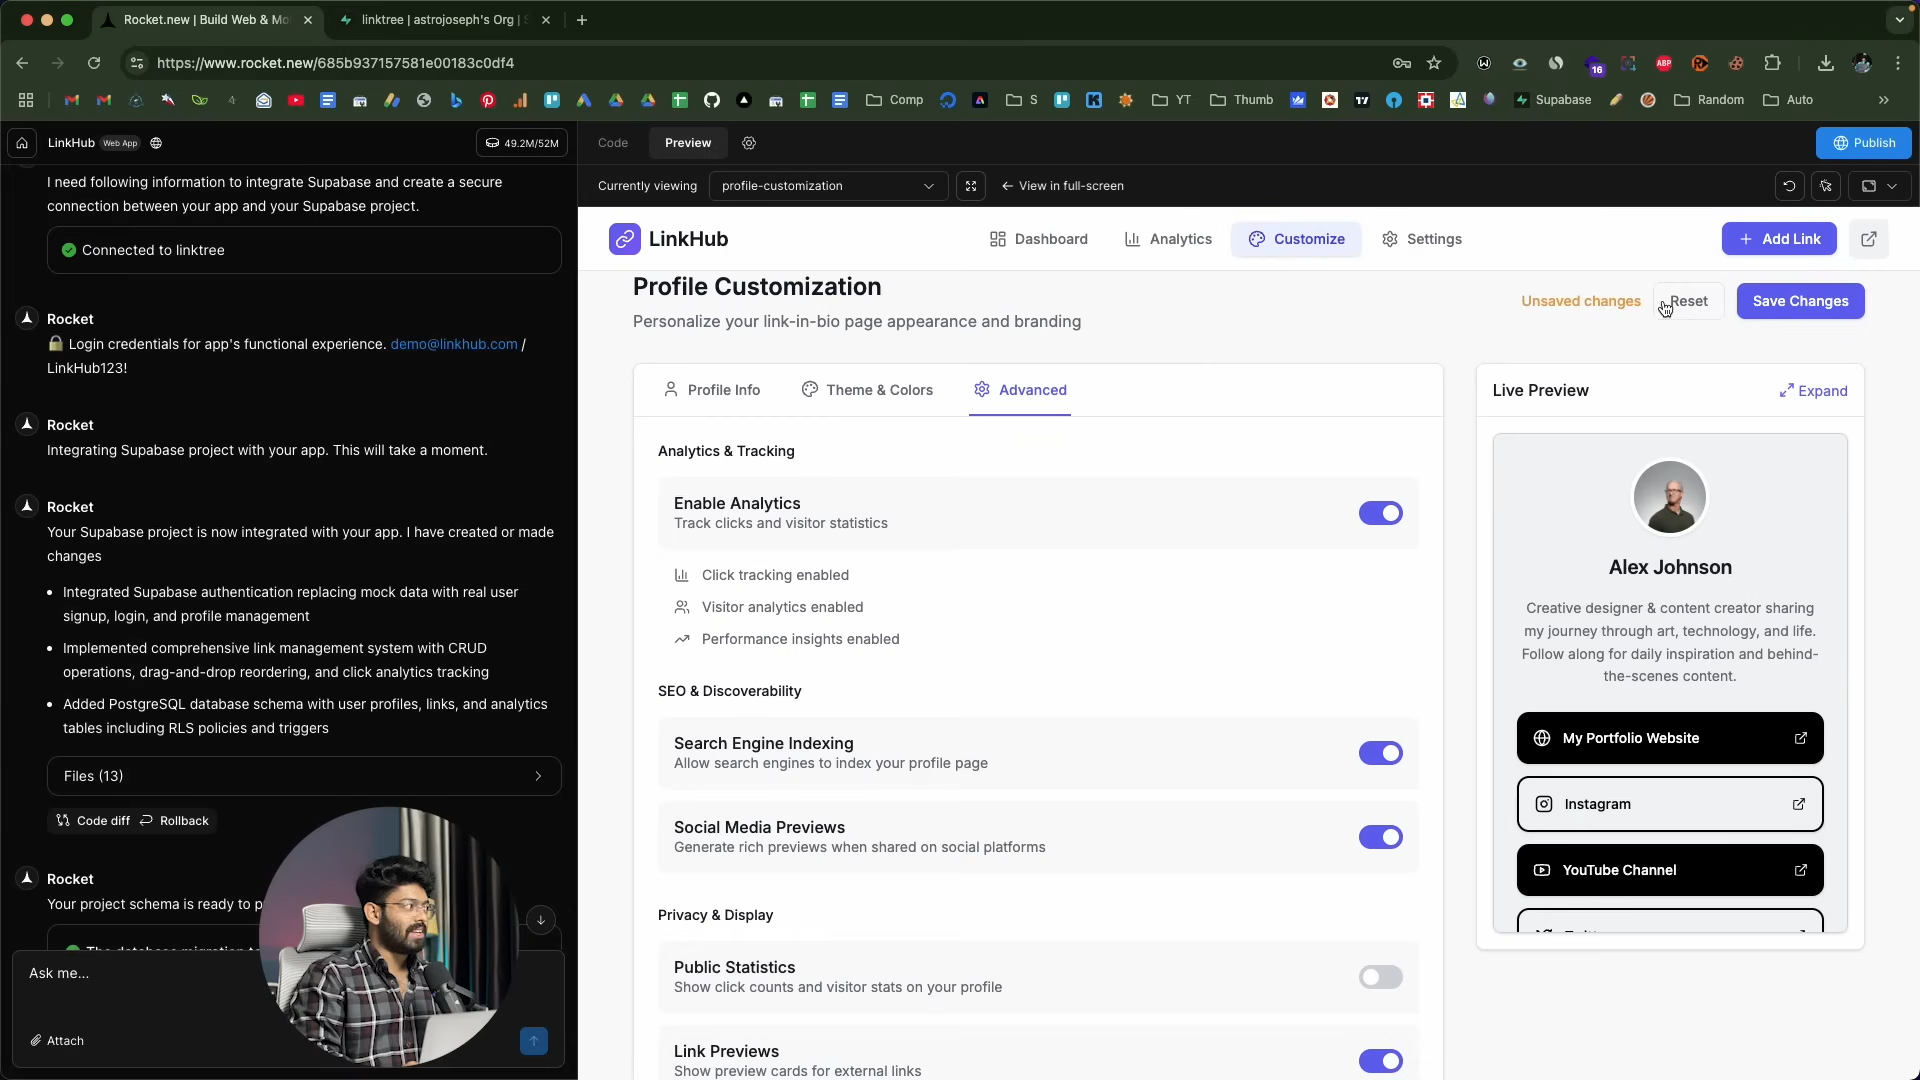 Rocket.new | Build Web & Mo
linktree | astrojoseph's Org |
https://www.rocket.new/685b937157581e00183c0df4
16
ABP
Comp
S
YT
Thumb
Supabase
Random
Auto
LinkHub
Web App
49.2M/52M
Code
Preview
Publish
Currently viewing
profile-customization
View in full-screen
I need following information to integrate Supabase and create a secure
connection between your app and your Supabase project.
Connected to linktree
Rocket
Login credentials for app's functional experience. demo@linkhub.com /
LinkHub123!
Rocket
Integrating Supabase project with your app. This will take a moment.
Rocket
Your Supabase project is now integrated with your app. I have created or made
changes
Integrated Supabase authentication replacing mock data with real user
signup, login, and profile management
Implemented comprehensive link management system with CRUD
operations, drag-and-drop reordering, and click analytics tracking
Added PostgreSQL database schema with user profiles, links, and analytics
tables including RLS policies and triggers
Files (13)
Code diff
Rollback
Rocket
Your project schema is ready to p
Ask me...
Attach
LinkHub
Dashboard
Analytics
Customize
Settings
Add Link
Profile Customization
Personalize your link-in-bio page appearance and branding
Unsaved changes
Reset
Save Changes
Profile Info
Theme & Colors
Advanced
Analytics & Tracking
Enable Analytics
Track clicks and visitor statistics
Click tracking enabled
Visitor analytics enabled
Performance insights enabled
SEO & Discoverability
Search Engine Indexing
Allow search engines to index your profile page
Social Media Previews
Generate rich previews when shared on social platforms
Privacy & Display
Public Statistics
Show click counts and visitor stats on your profile
Link Previews
Show preview cards for external links
Live Preview
Expand
Alex Johnson
Creative designer & content creator sharing
my journey through art, technology, and life.
Follow along for daily inspiration and behind-
the-scenes content.
My Portfolio Website
Instagram
YouTube Channel